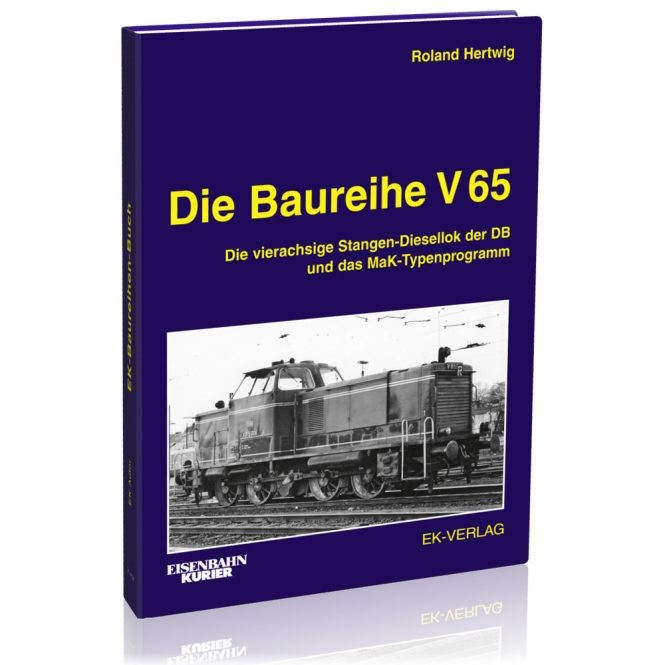 Roland Hertwig
Die Baureihe V 65
Die vierachsige Stangen-Diesellok der DB
und das MaK-Typenprogramm
EK-VERLAG
EISENBAHN
KURIER
EK-Baureihen-Buch